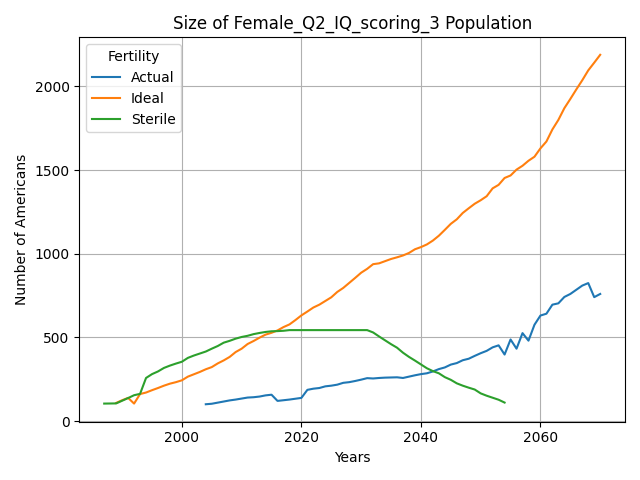 Size of Female_Q2_IQ_scoring_3 Population
Fertility
Actual
Ideal
Sterile
Number of Americans
2000
1500
1000
500
0
2000
2020
2040
2060
Years